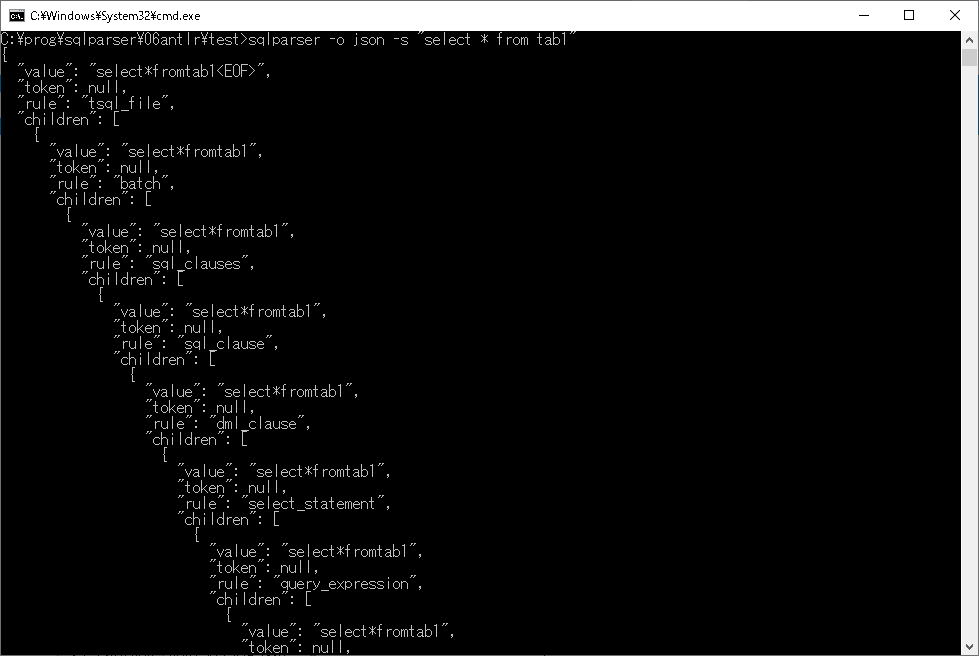 C:¥Windows¥System32¥cmd.exe
C:¥prog¥sqlparser¥06antlr¥test>sqlparser -o json -s "select * from tab1"
{
  "value": "select*fromtab1<EOF>",
  "token": null,
  "rule": "tsql_file",
  "children": [
    {
      "value": "select*fromtab1",
      "token": null,
      "rule": "batch",
      "children": [
        {
          "value": "select*fromtab1",
          "token": null,
          "rule": "sql_clauses",
          "children": [
            {
              "value": "select*fromtab1",
              "token": null,
              "rule": "sql_clause",
              "children": [
                {
                  "value": "select*fromtab1",
                  "token": null,
                  "rule": "dml_clause",
                  "children": [
                    {
                      "value": "select*fromtab1",
                      "token": null,
                      "rule": "select_statement",
                      "children": [
                        {
                          "value": "select*fromtab1",
                          "token": null,
                          "rule": "query_expression",
                          "children": [
                            {
                              "value": "select*fromtab1",
                              "token": null,